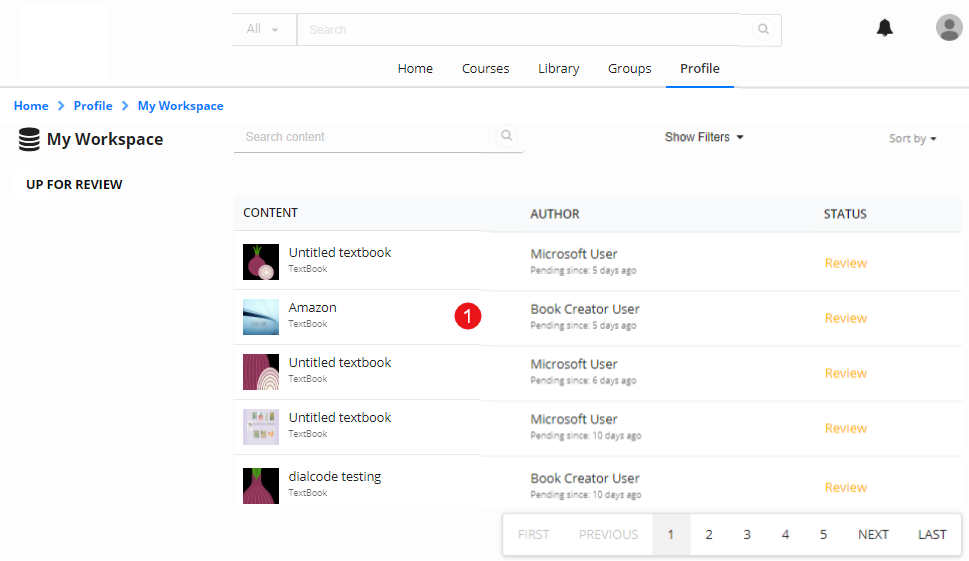 All
Search
Home Courses Library Groups Profile
Home > Profile > My Workspace
My Workspace
Search content
Show Filters
Sort by
UP FOR REVIEW
CONTENT AUTHOR STATUS
Untitled textbook
TextBook
Microsoft User
Pending since: 5 days ago
Review
Amazon
TextBook
1
Book Creator User
Pending since: 5 days ago
Review
Untitled textbook
TextBook
Microsoft User
Pending since: 6 days ago
Review
Untitled textbook
TextBook
Microsoft User
Pending since: 10 days ago
Review
dialcode testing
TextBook
Book Creator User
Pending since: 10 days ago
Review
FIRST PREVIOUS 1 2 3 4 5 NEXT LAST